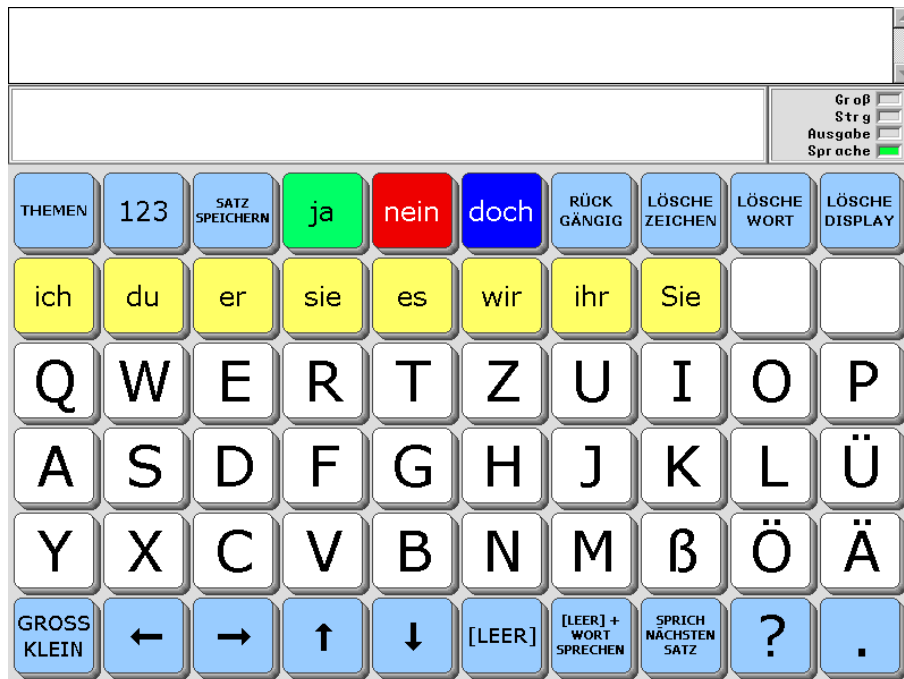 Groß
Strg
Ausgabe
Sprache
THEMEN 123 SATZ SPEICHERN ja nein doch RÜCK GÄNGIG LÖSCHE ZEICHEN LÖSCHE WORT LÖSCHE DISPLAY
ich du er sie es wir ihr Sie
Q W E R T Z U I O P
A S D F G H J K L Ü
Y X C V B N M ß Ö Ä
GROSS KLEIN ← → ↑ ↓ [LEER] [LEER] + WORT SPRECHEN SPRICH NÄCHSTEN SATZ ? .